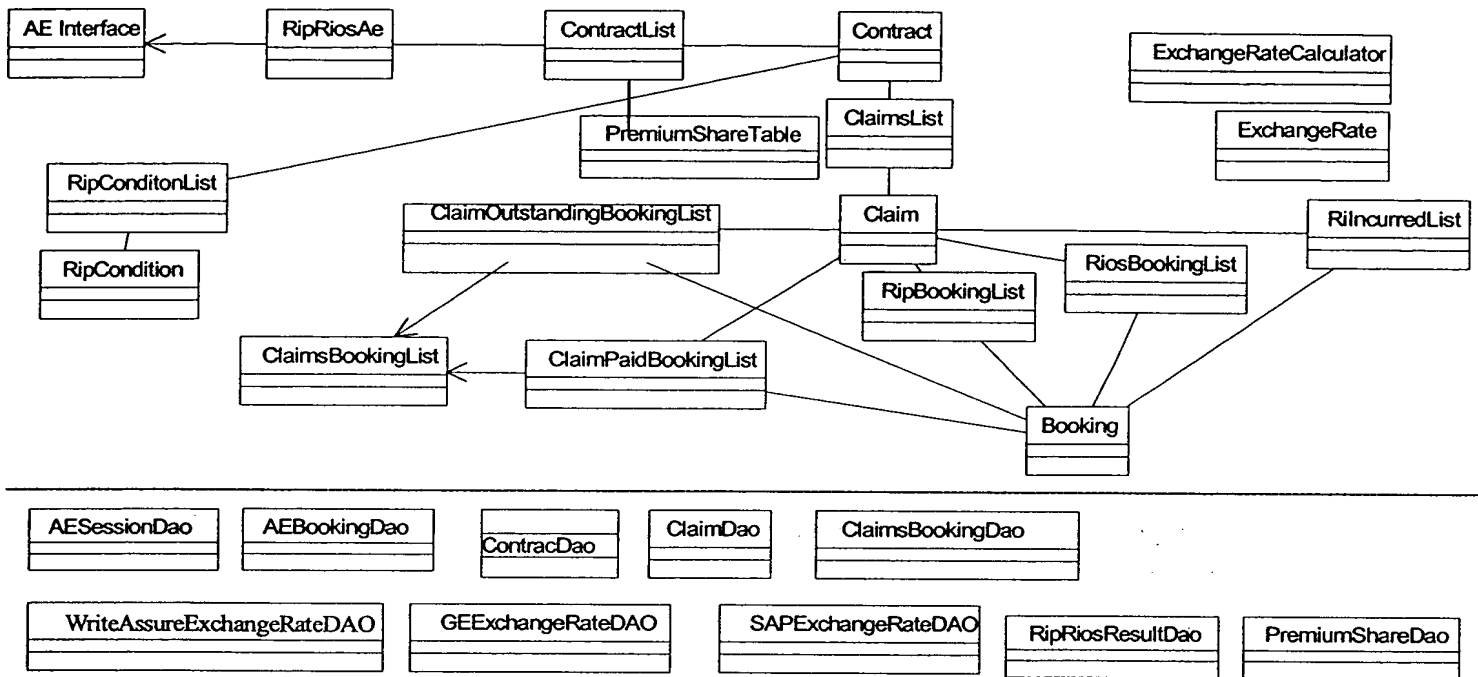 AE Interface
RipRiosAe
ContractList
Contract
ExchangeRateCalculator
PremiumShareTable
ClaimsList
ExchangeRate
RipConditonList
ClaimOutstandingBookingList
Claim
RiIncurredList
RipCondition
RipBookingList
RiosBookingList
ClaimsBookingList
ClaimPaidBookingList
Booking
AESessionDao
AEBookingDao
ContracDao
ClaimDao
ClaimsBookingDao
WriteAssureExchangeRateDAO
GEExchangeRateDAO
SAPExchangeRateDAO
RipRiosResultDao
PremiumShareDao